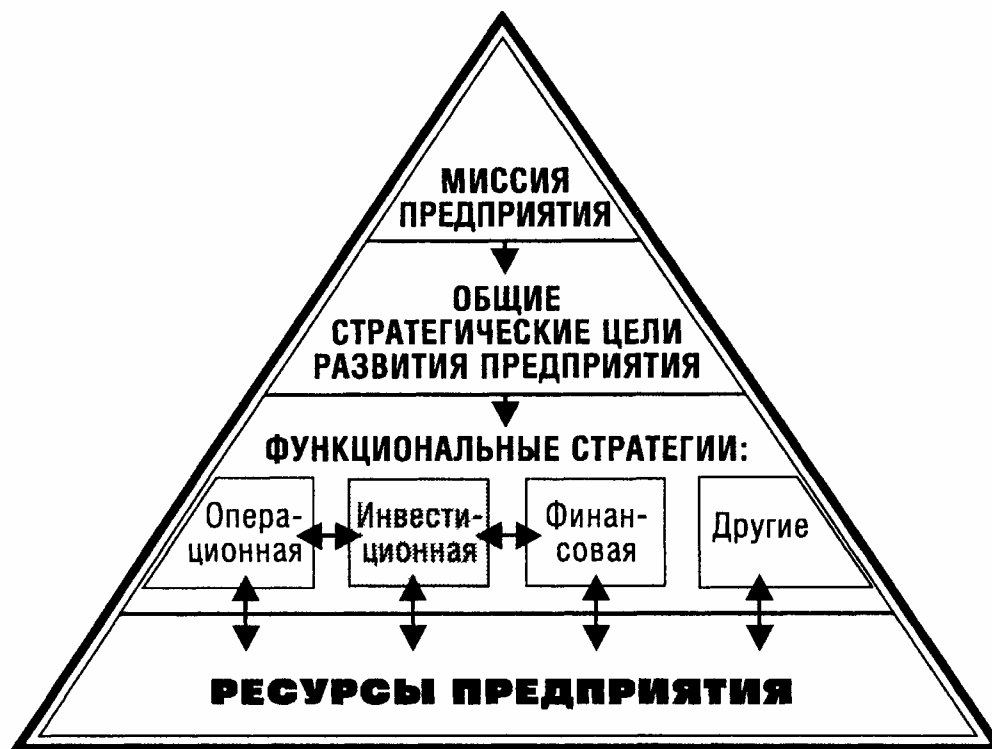 МИССИЯ
ПРЕДПРИЯТИЯ
ОБЩИЕ
СТРАТЕГИЧЕСКИЕ ЦЕЛИ
РАЗВИТИЯ ПРЕДПРИЯТИЯ
ФУНКЦИОНАЛЬНЫЕ СТРАТЕГИИ:
Опера-
ционная
Инвести-
ционная
Финан-
совая
Другие
РЕСУРСЫ ПРЕДПРИЯТИЯ